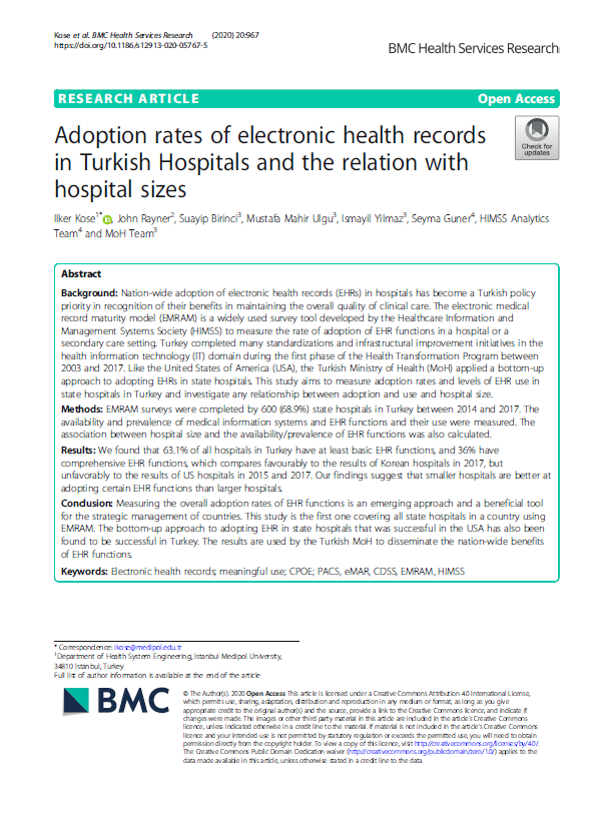 Kose et al. BMC Health Services Research (2020) 20:967
https://doi.org/10.1186/s12913-020-05767-5
BMC Health Services Research
RESEARCH ARTICLE Open Access
Adoption rates of electronic health records
in Turkish Hospitals and the relation with
hospital sizes
Check for
updates
Ilker Kose1*, John Rayner2, Suayip Birinci3, Mustafa Mahir Ulgu3, Ismayil Yilmaz3, Seyma Guner4, HIMSS Analytics
Team4 and MoH Team3
Abstract
Background: Nation-wide adoption of electronic health records (EHRs) in hospitals has become a Turkish policy
priority in recognition of their benefits in maintaining the overall quality of clinical care. The electronic medical
record maturity model (EMRAM) is a widely used survey tool developed by the Healthcare Information and
Management Systems Society (HIMSS) to measure the rate of adoption of EHR functions in a hospital or a
secondary care setting. Turkey completed many standardizations and infrastructural improvement initiatives in the
health information technology (IT) domain during the first phase of the Health Transformation Program between
2003 and 2017. Like the United States of America (USA), the Turkish Ministry of Health (MoH) applied a bottom-up
approach to adopting EHRs in state hospitals. This study aims to measure adoption rates and levels of EHR use in
state hospitals in Turkey and investigate any relationship between adoption and use and hospital size.
Methods: EMRAM surveys were completed by 600 (68.9%) state hospitals in Turkey between 2014 and 2017. The
availability and prevalence of medical information systems and EHR functions and their use were measured. The
association between hospital size and the availability/prevalence of EHR functions was also calculated.
Results: We found that 63.1% of all hospitals in Turkey have at least basic EHR functions, and 36% have
comprehensive EHR functions, which compares favourably to the results of Korean hospitals in 2017, but
unfavorably to the results of US hospitals in 2015 and 2017. Our findings suggest that smaller hospitals are better at
adopting certain EHR functions than larger hospitals.
Conclusion: Measuring the overall adoption rates of EHR functions is an emerging approach and a beneficial tool
for the strategic management of countries. This study is the first one covering all state hospitals in a country using
EMRAM. The bottom-up approach to adopting EHR in state hospitals that was successful in the USA has also been
found to be successful in Turkey. The results are used by the Turkish MoH to disseminate the nation-wide benefits
of EHR functions.
Keywords: Electronic health records; meaningful use; CPOE; PACS, eMAR, CDSS, EMRAM, HIMSS
* Correspondence: ikose@medipol.edu.tr
1Department of Health System Engineering, Istanbul Medipol University,
34810 Istanbul, Turkey
Full list of author information is available at the end of the article
BMC
© The Author(s). 2020 Open Access This article is licensed under a Creative Commons Attribution 4.0 International License,
which permits use, sharing, adaptation, distribution and reproduction in any medium or format, as long as you give
appropriate credit to the original author(s) and the source, provide a link to the Creative Commons licence, and indicate if
changes were made. The images or other third party material in this article are included in the article's Creative Commons
licence, unless indicated otherwise in a credit line to the material. If material is not included in the article's Creative Commons
licence and your intended use is not permitted by statutory regulation or exceeds the permitted use, you will need to obtain
permission directly from the copyright holder. To view a copy of this licence, visit http://creativecommons.org/licenses/by/4.0/.
The Creative Commons Public Domain Dedication waiver (http://creativecommons.org/publicdomain/zero/1.0/) applies to the
data made available in this article, unless otherwise stated in a credit line to the data.